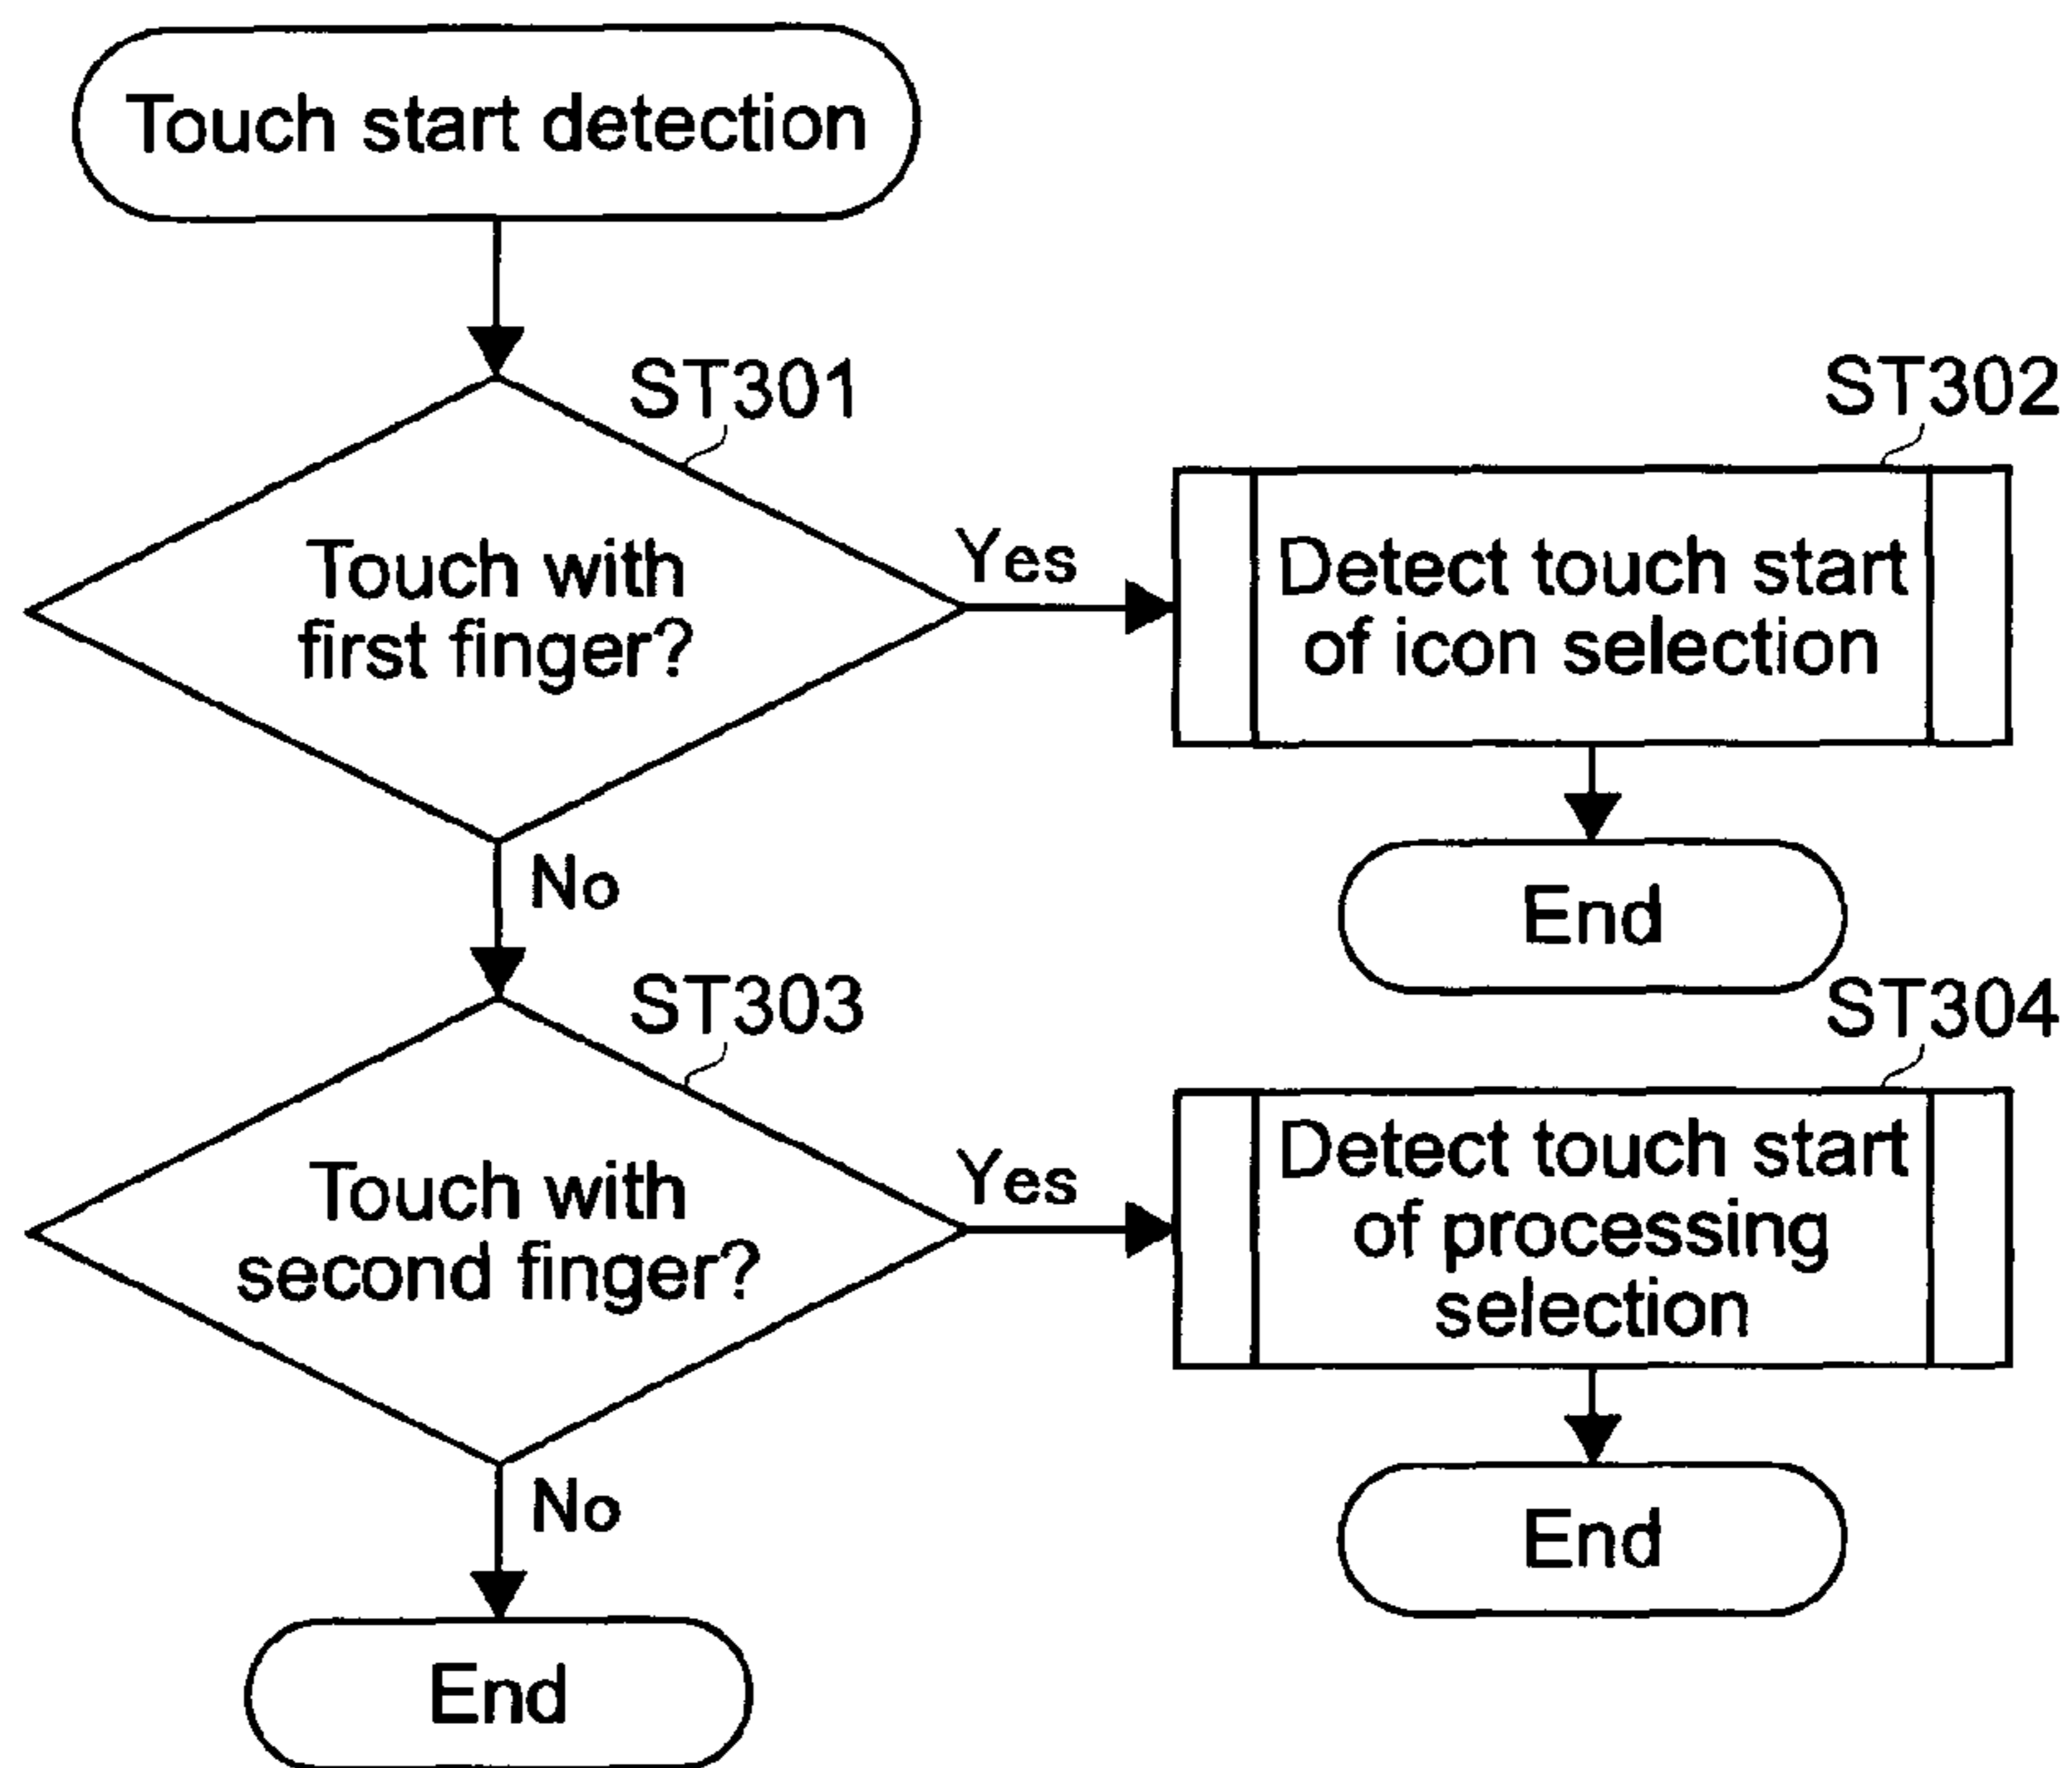 Touch start detection
ST301
Touch with
first finger?
Yes
ST302
Detect touch start
of icon selection
End
No
ST303
Touch with
second finger?
Yes
ST304
Detect touch start
of processing
selection
End
No
End